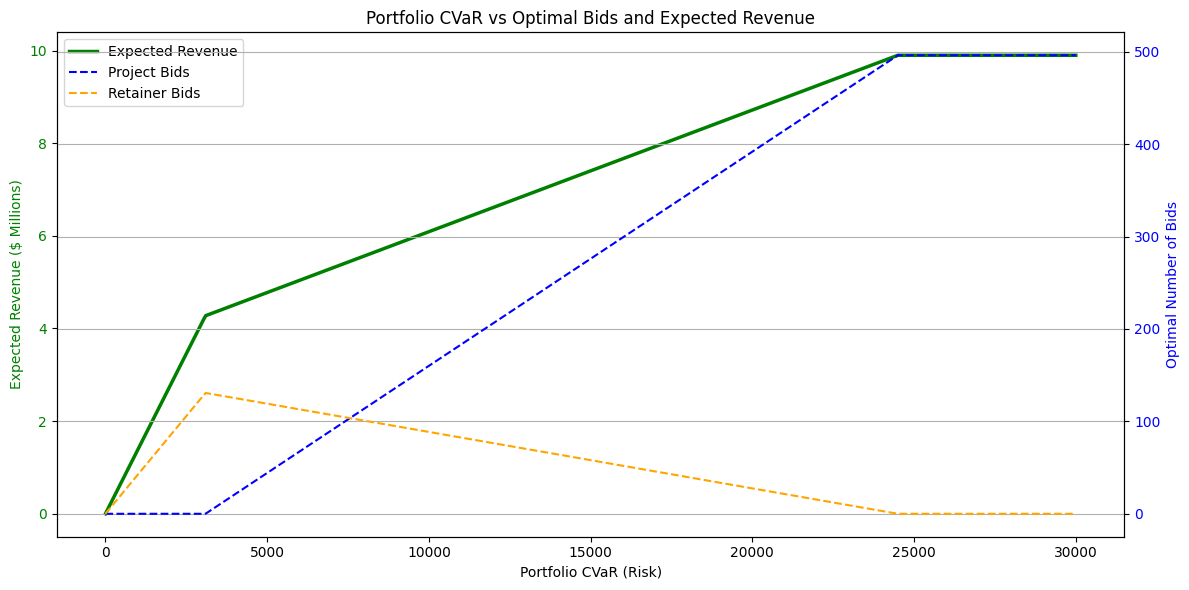 Portfolio CVaR vs Optimal Bids and Expected Revenue
Expected Revenue
Project Bids
Retainer Bids
Expected Revenue ($ Millions)
10
8
6
4
2
0
500
400
300
200
100
0
Optimal Number of Bids
0 5000 10000 15000 20000 25000 30000
Portfolio CVaR (Risk)